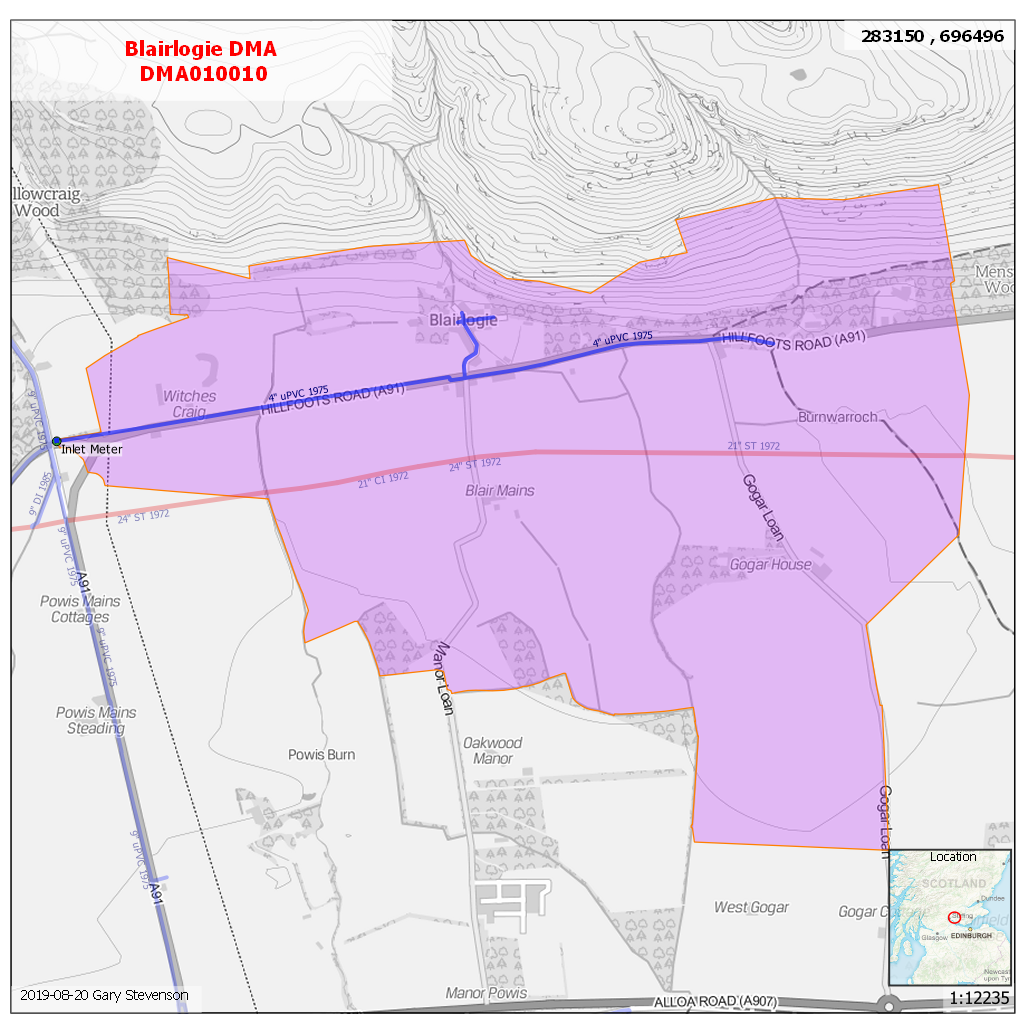 Blairlogie DMA
DMA010010
283150 , 696496
llowcraig
Wood
Mens
Woo
Blairlogie
4" uPVC 1975
HILLFOOTS ROAD (A91)
4" uPVC 1975
HILLFOOTS ROAD (A91)
Witches
Craig
9" uPVC 1975
Burnwarroch
Inlet Meter
21" ST 1972
24" ST 1972
21" CI 1972
Blair Mains
9" DI 1985
24" ST 1972
Gogar Loan
9" uPVC 1975
Gogar House
A91
Powis Mains
Cottages
9" uPVC 1975
Manor Loan
Powis Mains
Steading
Oakwood
Manor
Powis Burn
Gogar Loan
9" uPVC 1975
A91
West Gogar
Gogar C
Location
SCOTLAND
Dundee
Stirling
Glasgow
EDINBURGH
Newcastle
upon Tyn
2019-08-20 Gary Stevenson
Manor Powis
ALLOA ROAD (A907)
1:12235